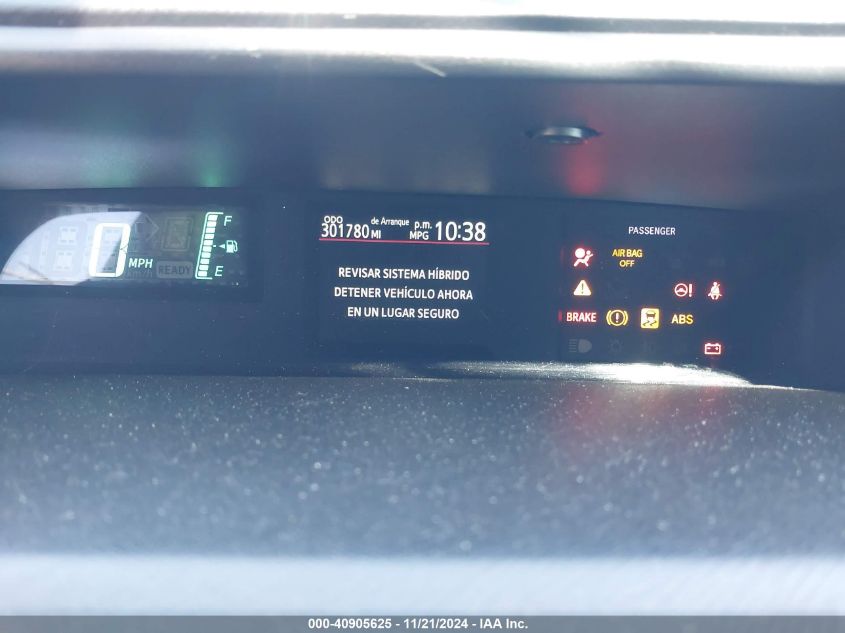 0
MPH
km/h
READY
F
E
ODO
de Arranque
p.m.
301780 MI
MPG
10:38
REVISAR SISTEMA HÍBRIDO
DETENER VEHÍCULO AHORA
EN UN LUGAR SEGURO
PASSENGER
AIR BAG
OFF
BRAKE
ABS
000-40905625 - 11/21/2024 - IAA Inc.